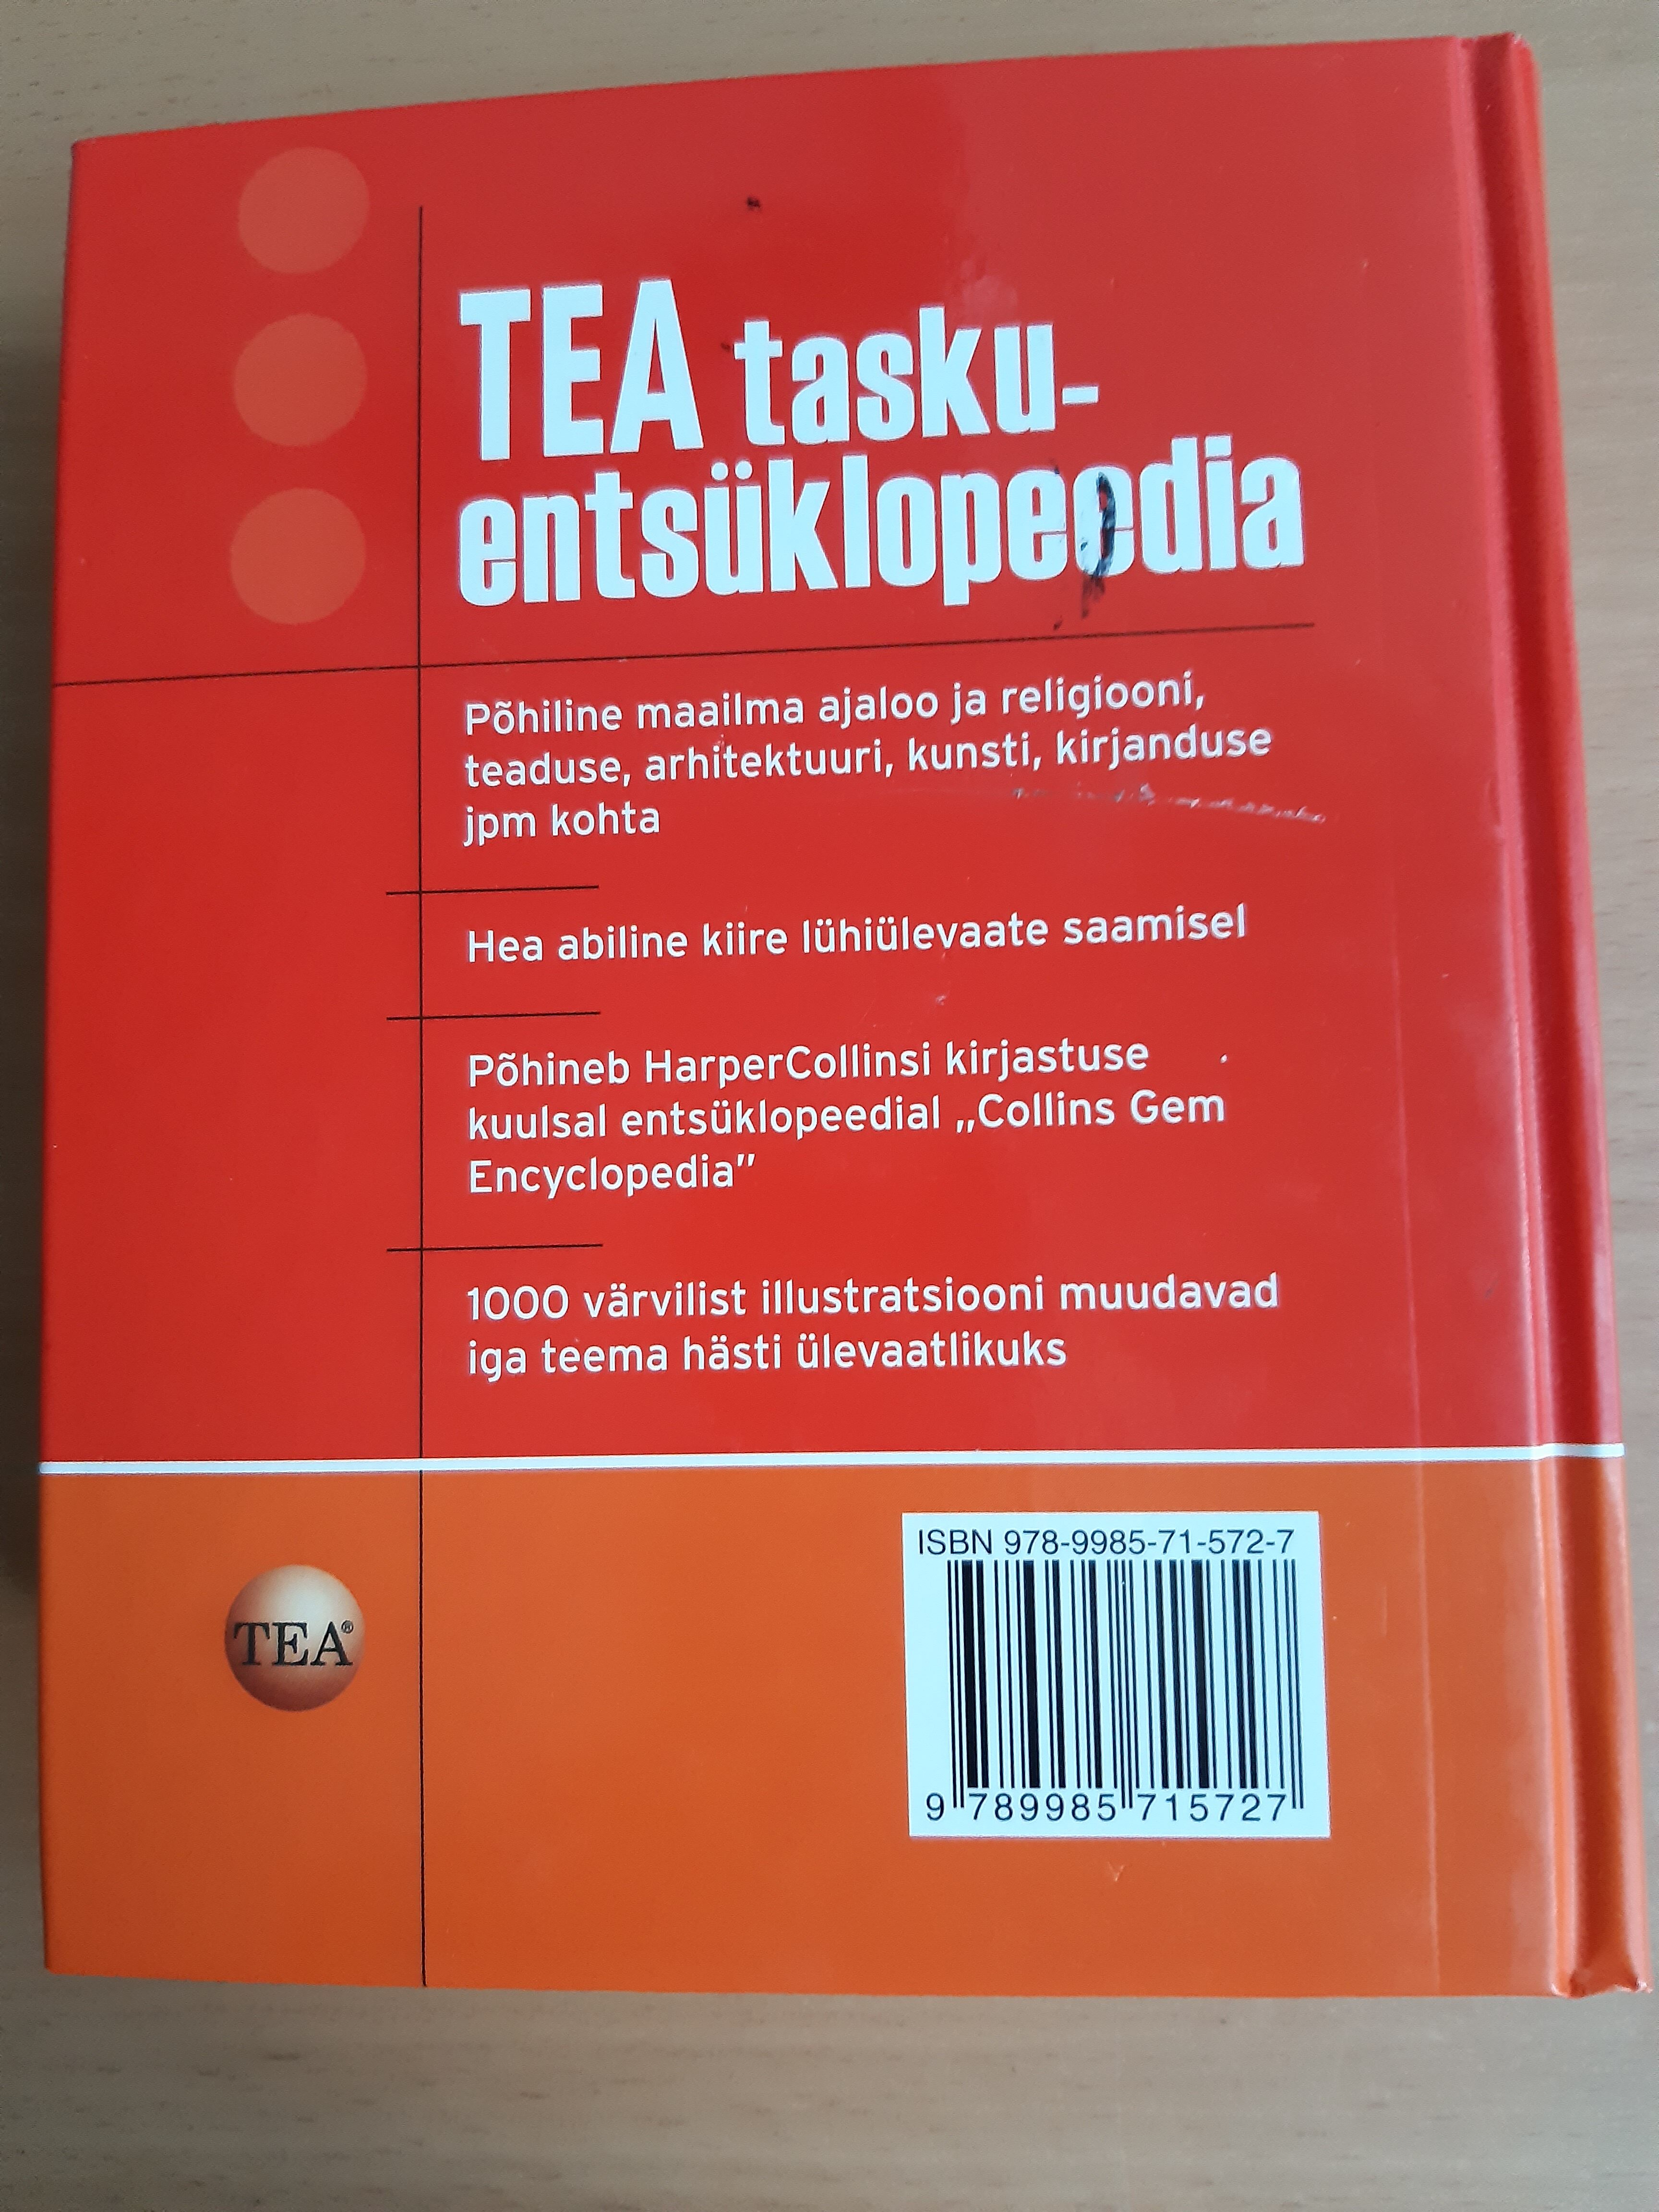 TEA tasku-
entsüklopeedia
Põhiline maailma ajaloo ja religiooni,
teaduse, arhitektuuri, kunsti, kirjanduse
jpm kohta
Hea abiline kiire lühiülevaate saamisel
Põhineb HarperCollinsi kirjastuse
kuulsal entsüklopeedial „Collins Gem
Encyclopedia”
1000 värvilist illustratsiooni muudavad
iga teema hästi ülevaatlikuks
TEA®
ISBN 978-9985-71-572-7
9 789985 715727